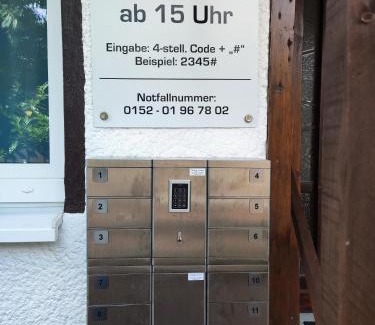 ab 15 Uhr
Eingabe: 4-stell. Code + „#“
Beispiel: 2345#
Notfallnummer:
0152 - 01 96 78 02
1
4
2
5
3
6
7
10
8
11